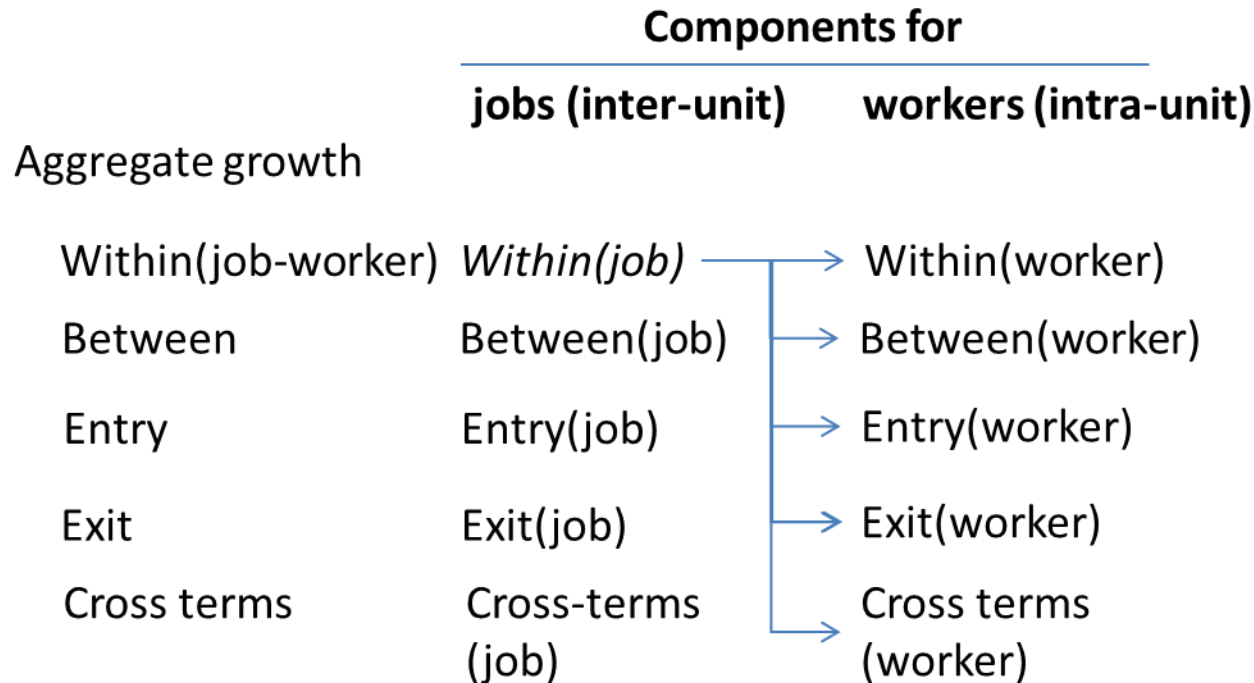 Components for
jobs (inter-unit) workers (intra-unit)
Aggregate growth
Within(job-worker) Within(job) Within(worker)
Between Between(job) Between(worker)
Entry Entry(job) Entry(worker)
Exit Exit(job) Exit(worker)
Cross terms Cross-terms Cross terms
(job) (worker)